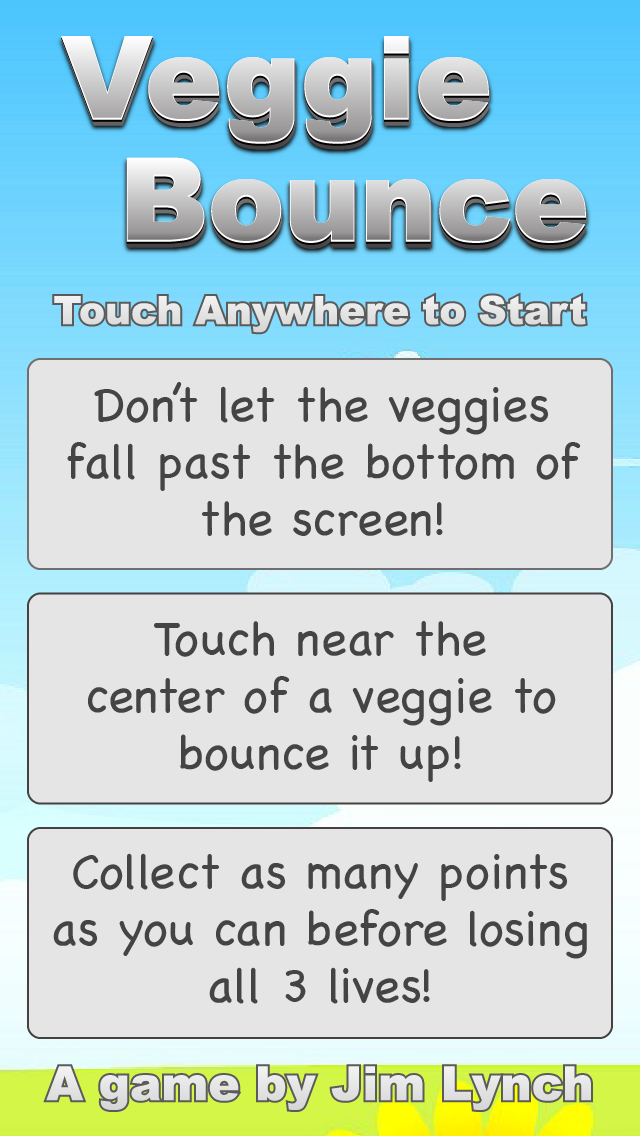 Veggie
Bounce
Touch Anywhere to Start
Don't let the veggies
fall past the bottom of
the screen!
Touch near the
center of a veggie to
bounce it up!
Collect as many points
as you can before losing
all 3 lives!
A game by Jim Lynch